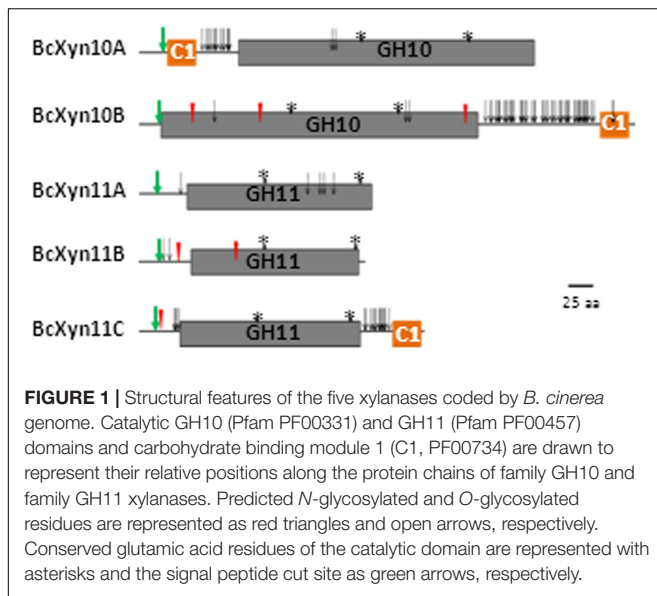 BcXyn10A
C1
GH10
BcXyn10B
GH10
C1
BcXyn11A
GH11
BcXyn11B
GH11
25 aa
BcXyn11C
GH11
C1
FIGURE 1 | Structural features of the five xylanases coded by B. cinerea
genome. Catalytic GH10 (Pfam PF00331) and GH11 (Pfam PF00457)
domains and carbohydrate binding module 1 (C1, PF00734) are drawn to
represent their relative positions along the protein chains of family GH10 and
family GH11 xylanases. Predicted N-glycosylated and O-glycosylated
residues are represented as red triangles and open arrows, respectively.
Conserved glutamic acid residues of the catalytic domain are represented with
asterisks and the signal peptide cut site as green arrows, respectively.